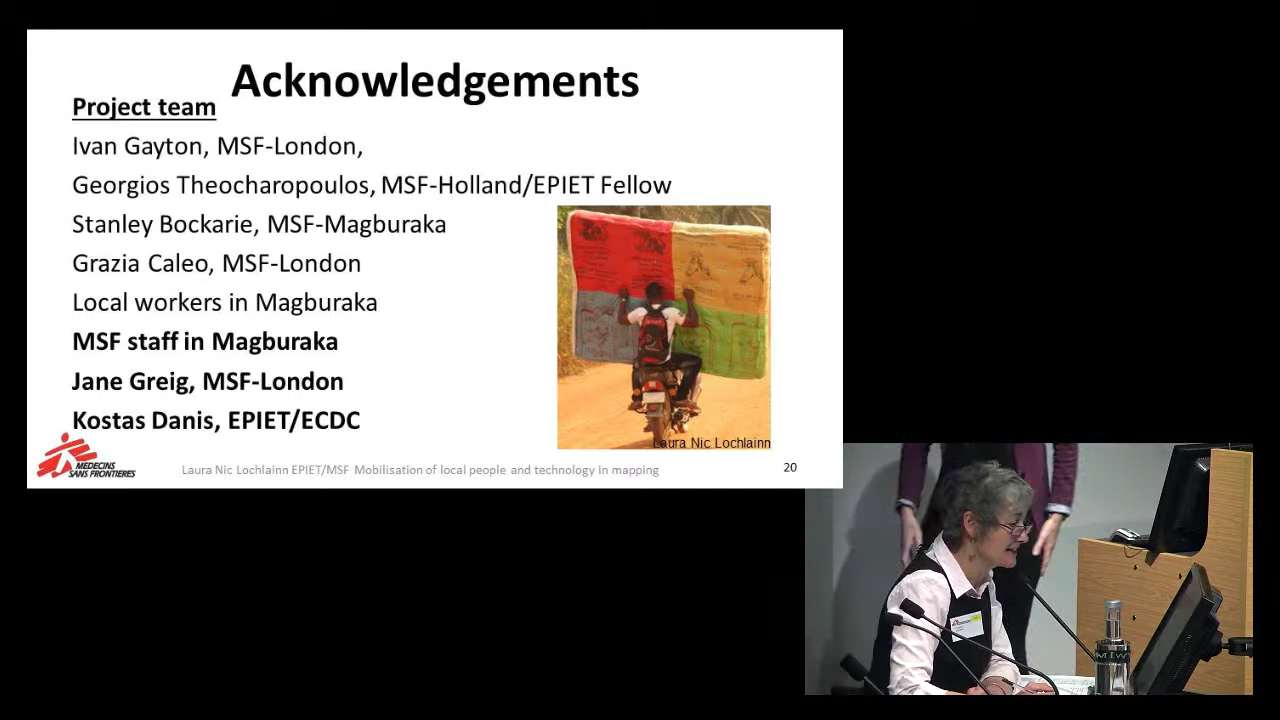 Acknowledgements
Project team
Ivan Gayton, MSF-London,
Georgios Theocharopoulos, MSF-Holland/EPIET Fellow
Stanley Bockarie, MSF-Magburaka
Grazia Caleo, MSF-London
Local workers in Magburaka
MSF staff in Magburaka
Jane Greig, MSF-London
Kostas Danis, EPIET/ECDC
Laura Nic Lochlainn
MEDECINS
SANS FRONTIERES
Laura Nic Lochlainn EPIET/MSF Mobilisation of local people and technology in mapping
20